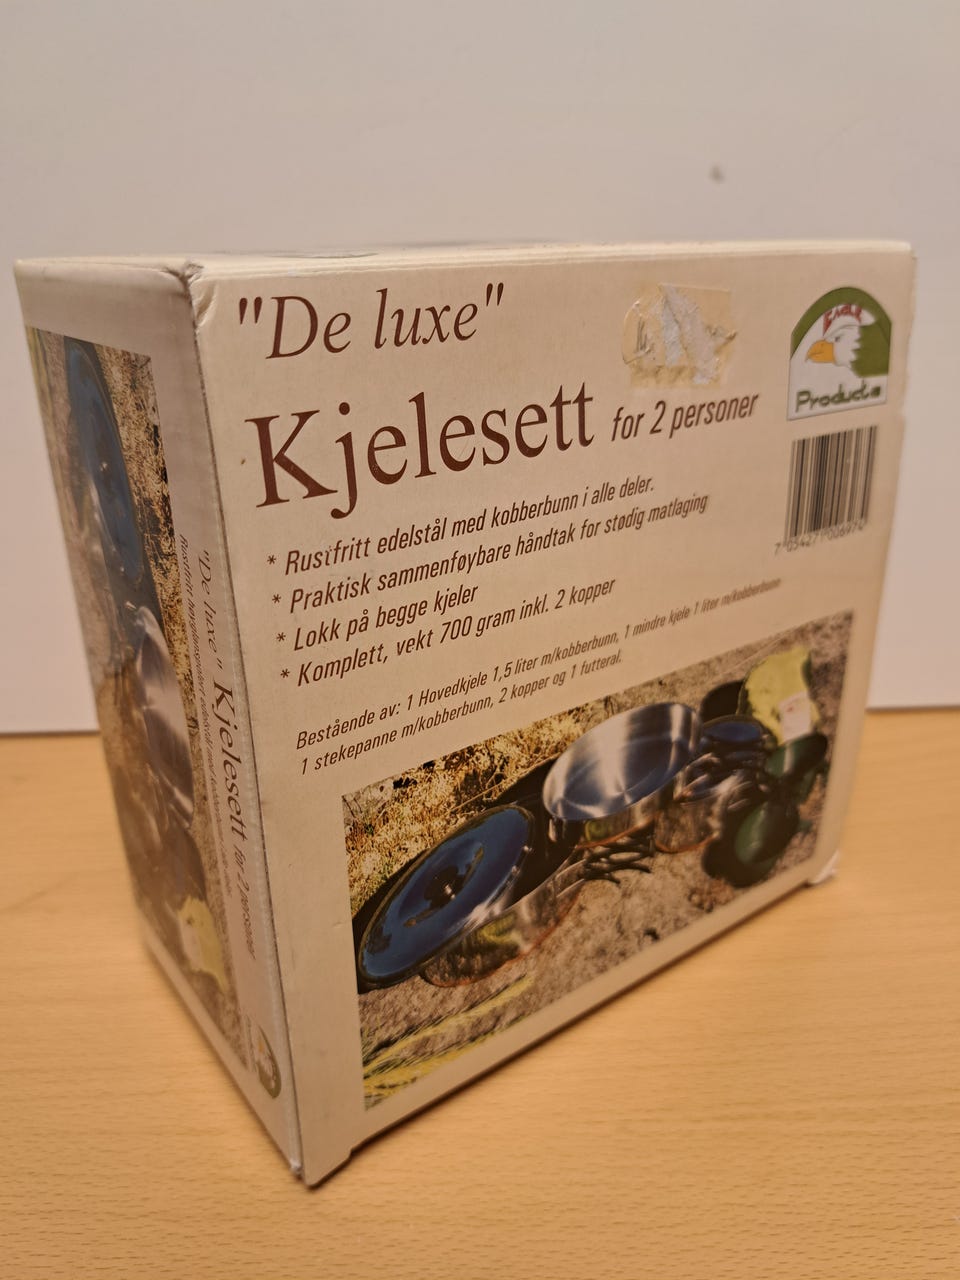 "De luxe"
Kjelesett for 2 personer
* Rustfritt edelstål med kobberbunn i alle deler.
* Praktisk sammenføybare håndtak for stødig matlaging
* Lokk på begge kjeler
* Komplett, vekt 700 gram inkl. 2 kopper
Bestående av: 1 Hovedkjele 1,5 liter m/kobberbunn, 1 mindre kjele 1 liter m/kobberbunn
1 stekepanne m/kobberbunn, 2 kopper og 1 futteral.
EAGLE
Products
"De luxe" Kjelesett for 2 personer
Rustfritt